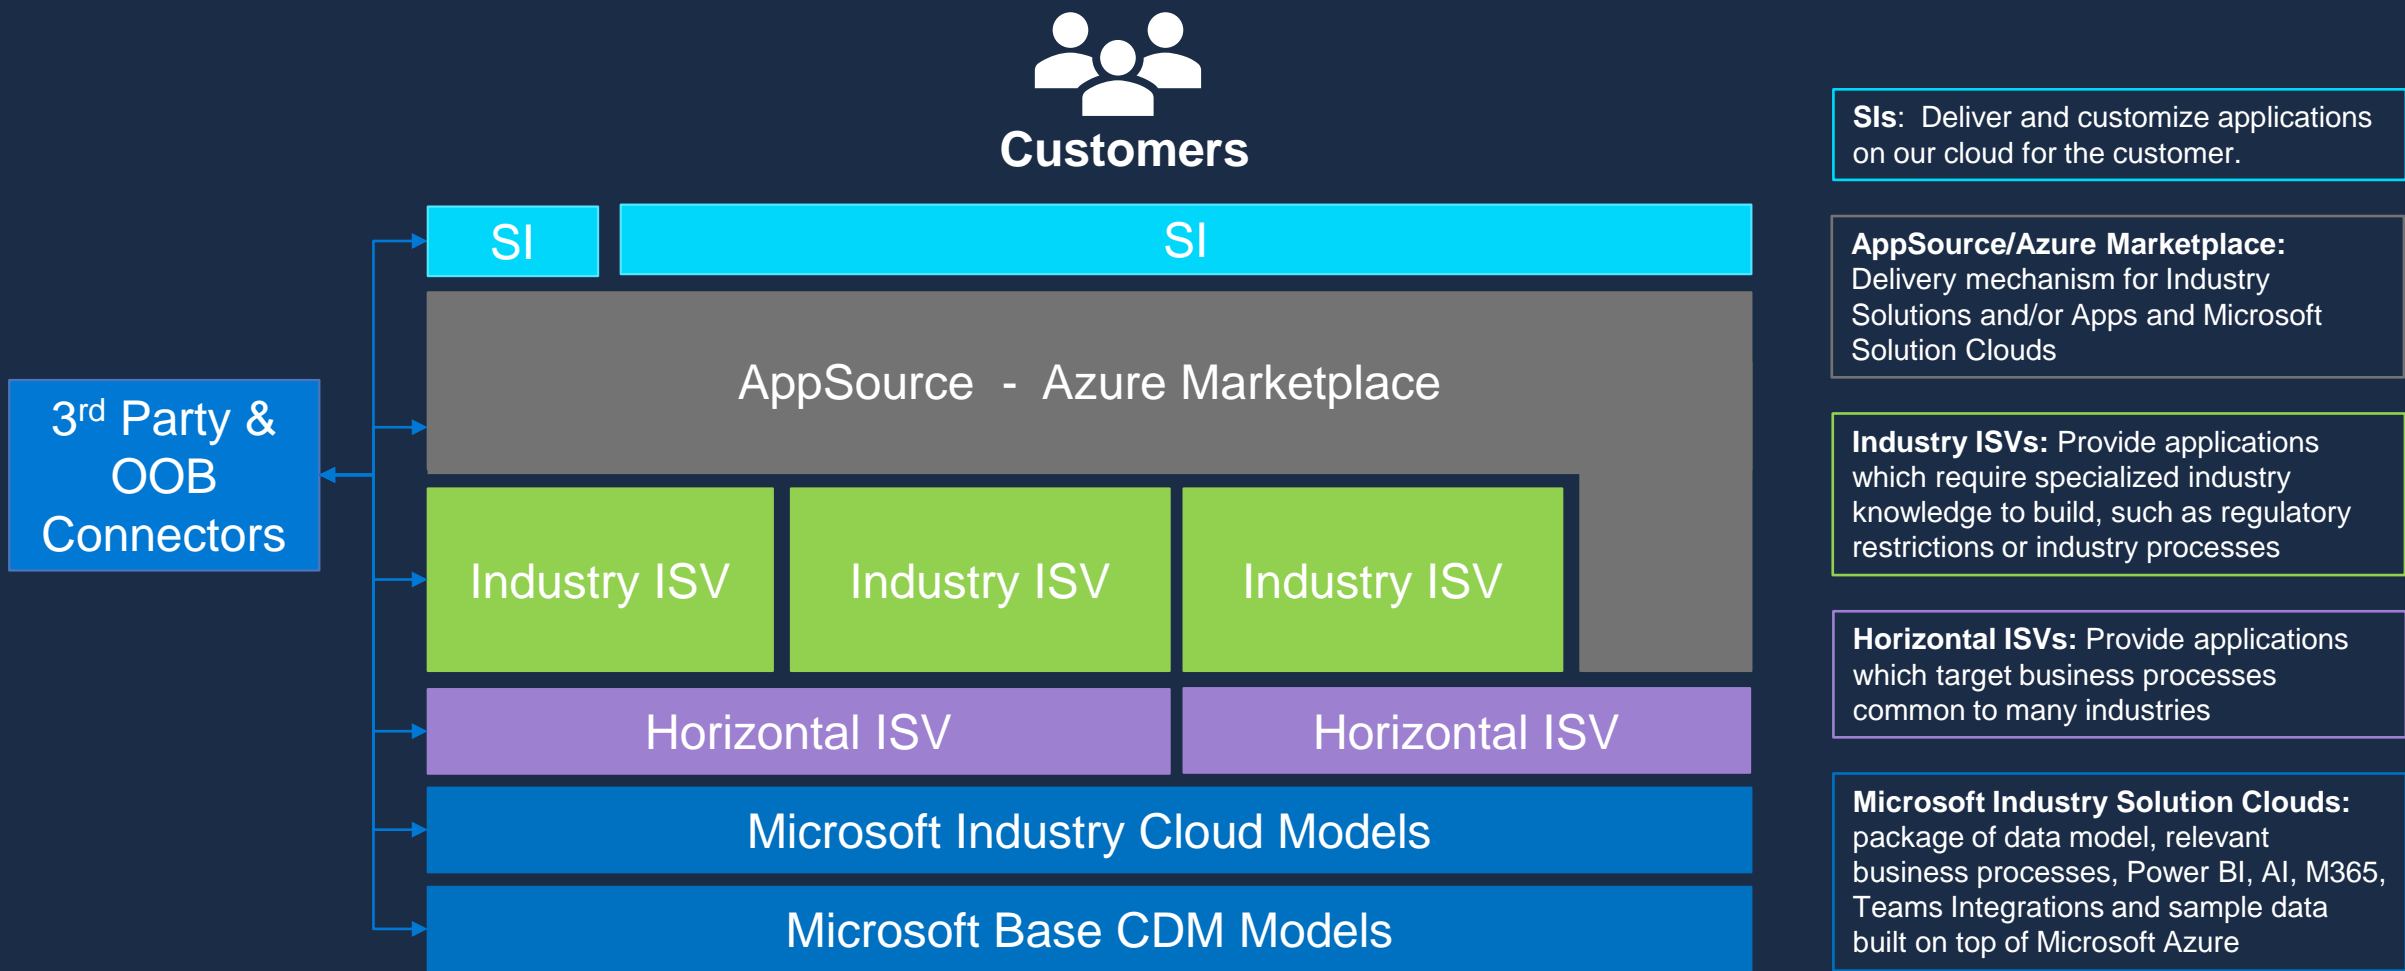 Customers
SI
SI
AppSource - Azure Marketplace
3rd Party &
OOB
Connectors
Industry ISV
Industry ISV
Industry ISV
Horizontal ISV
Horizontal ISV
Microsoft Industry Cloud Models
Microsoft Base CDM Models
SIs: Deliver and customize applications
on our cloud for the customer.
AppSource/Azure Marketplace:
Delivery mechanism for Industry
Solutions and/or Apps and Microsoft
Solution Clouds
Industry ISVs: Provide applications
which require specialized industry
knowledge to build, such as regulatory
restrictions or industry processes
Horizontal ISVs: Provide applications
which target business processes
common to many industries
Microsoft Industry Solution Clouds:
package of data model, relevant
business processes, Power BI, AI, M365,
Teams Integrations and sample data
built on top of Microsoft Azure